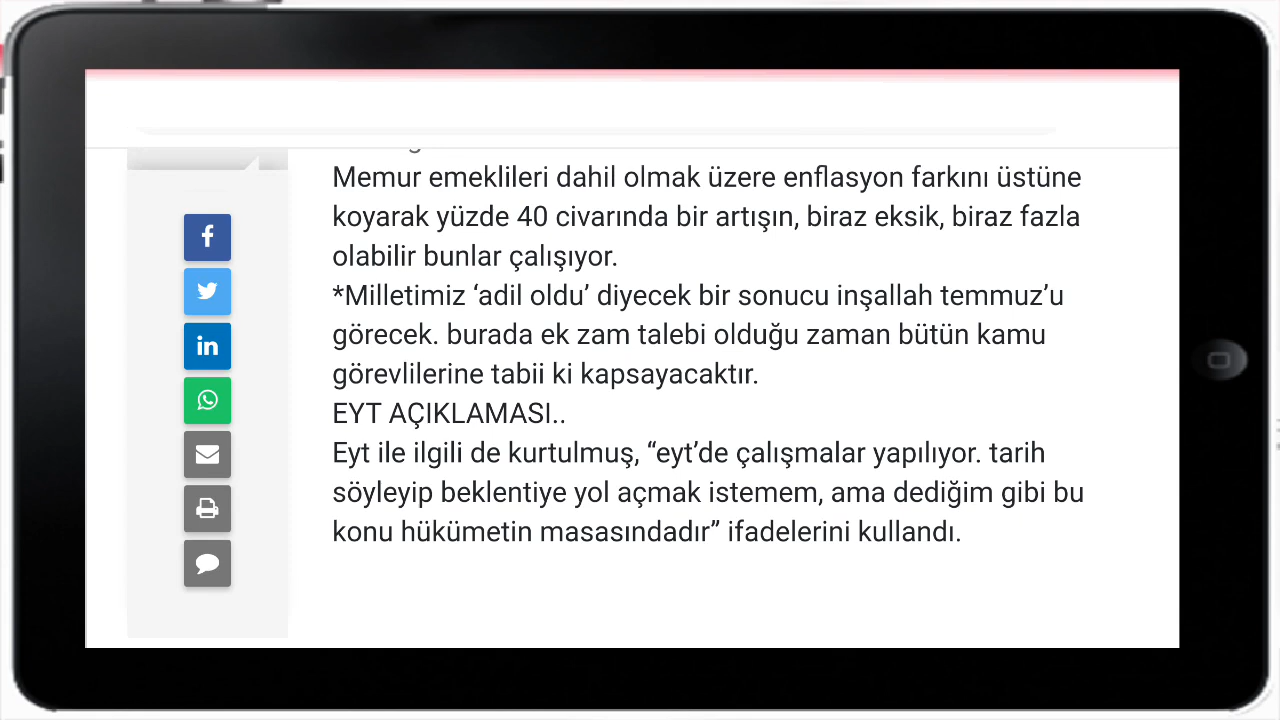 Memur emeklileri dahil olmak üzere enflasyon farkını üstüne
koyarak yüzde 40 civarında bir artışın, biraz eksik, biraz fazla
olabilir bunlar çalışıyor.
*Milletimiz ‘adil oldu’ diyecek bir sonucu inşallah temmuz’u
görecek. burada ek zam talebi olduğu zaman bütün kamu
görevlilerine tabii ki kapsayacaktır.
EYT AÇIKLAMASI..
Eyt ile ilgili de kurtulmuş, “eyt’de çalışmalar yapılıyor. tarih
söyleyip beklentiye yol açmak istemem, ama dediğim gibi bu
konu hükümetin masasındadır” ifadelerini kullandı.